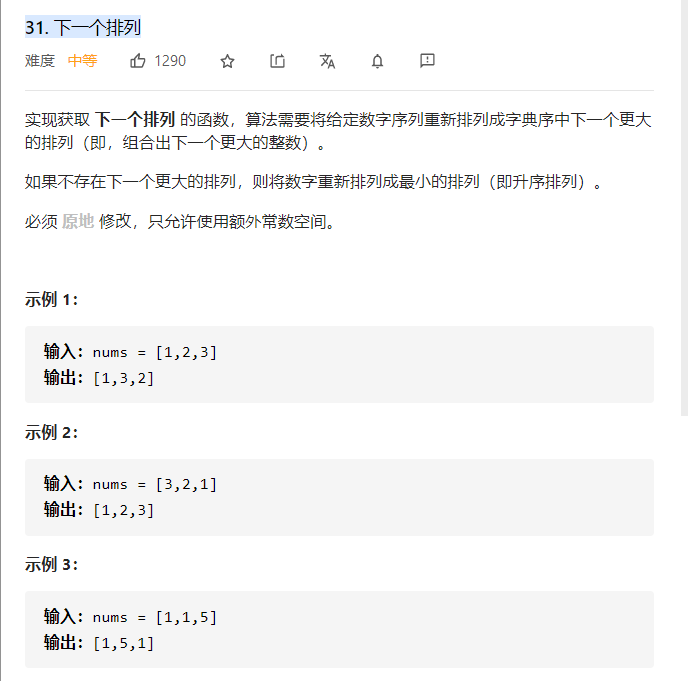 31. 下一个排列
难度 中等 1290
实现获取 下一个排列 的函数，算法需要将给定数字序列重新排列成字典序中下一个更大
的排列（即，组合出下一个更大的整数）。
如果不存在下一个更大的排列，则将数字重新排列成最小的排列（即升序排列）。
必须 原地 修改，只允许使用额外常数空间。
示例 1：
输入：nums = [1,2,3]
输出：[1,3,2]
示例 2：
输入：nums = [3,2,1]
输出：[1,2,3]
示例 3：
输入：nums = [1,1,5]
输出：[1,5,1]